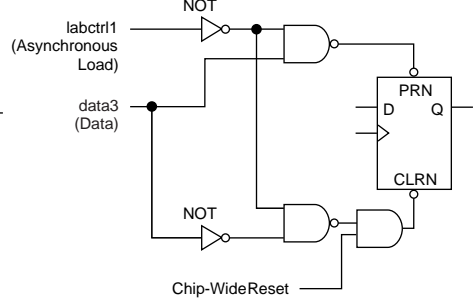 NOT
labctrl1
(Asynchronous
Load)
PRN
data3
(Data)
D
Q
CLRN
NOT
Chip-Wide Reset